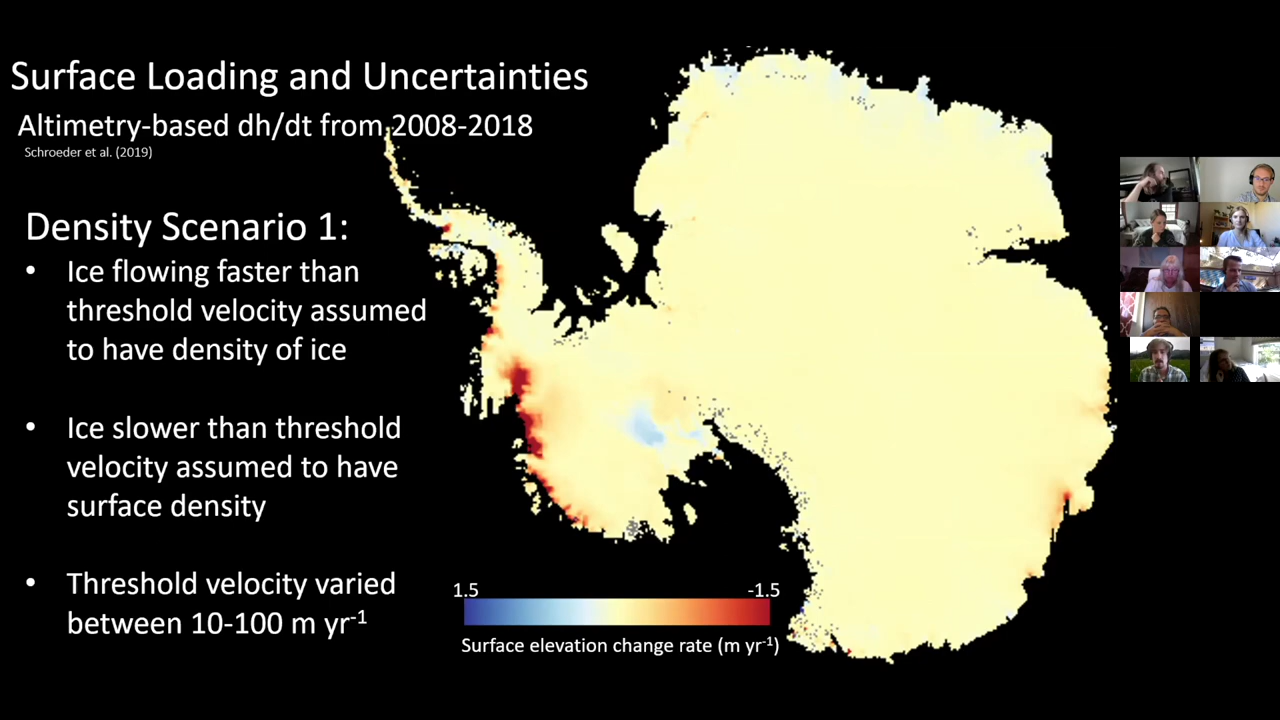 Surface Loading and Uncertainties
Altimetry-based dh/dt from 2008-2018
Schroeder et al. (2019)
Density Scenario 1:
• Ice flowing faster than
threshold velocity assumed
to have density of ice
• Ice slower than threshold
velocity assumed to have
surface density
• Threshold velocity varied
between 10-100 m yr⁻¹
1.5 -1.5
Surface elevation change rate (m yr⁻¹)